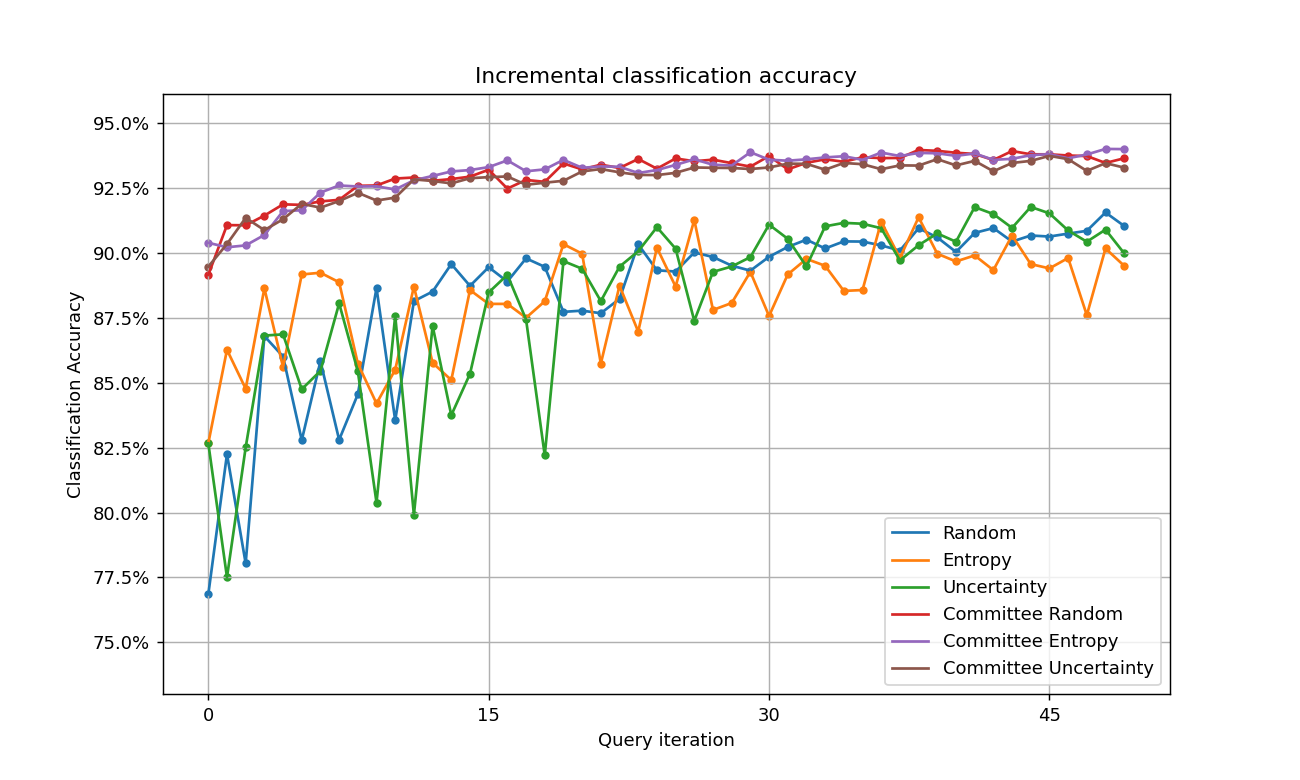 Incremental classification accuracy
95.0%
92.5%
90.0%
87.5%
85.0%
82.5%
80.0%
77.5%
75.0%
Classification Accuracy
0 15 30 45
Query iteration
Random
Entropy
Uncertainty
Committee Random
Committee Entropy
Committee Uncertainty